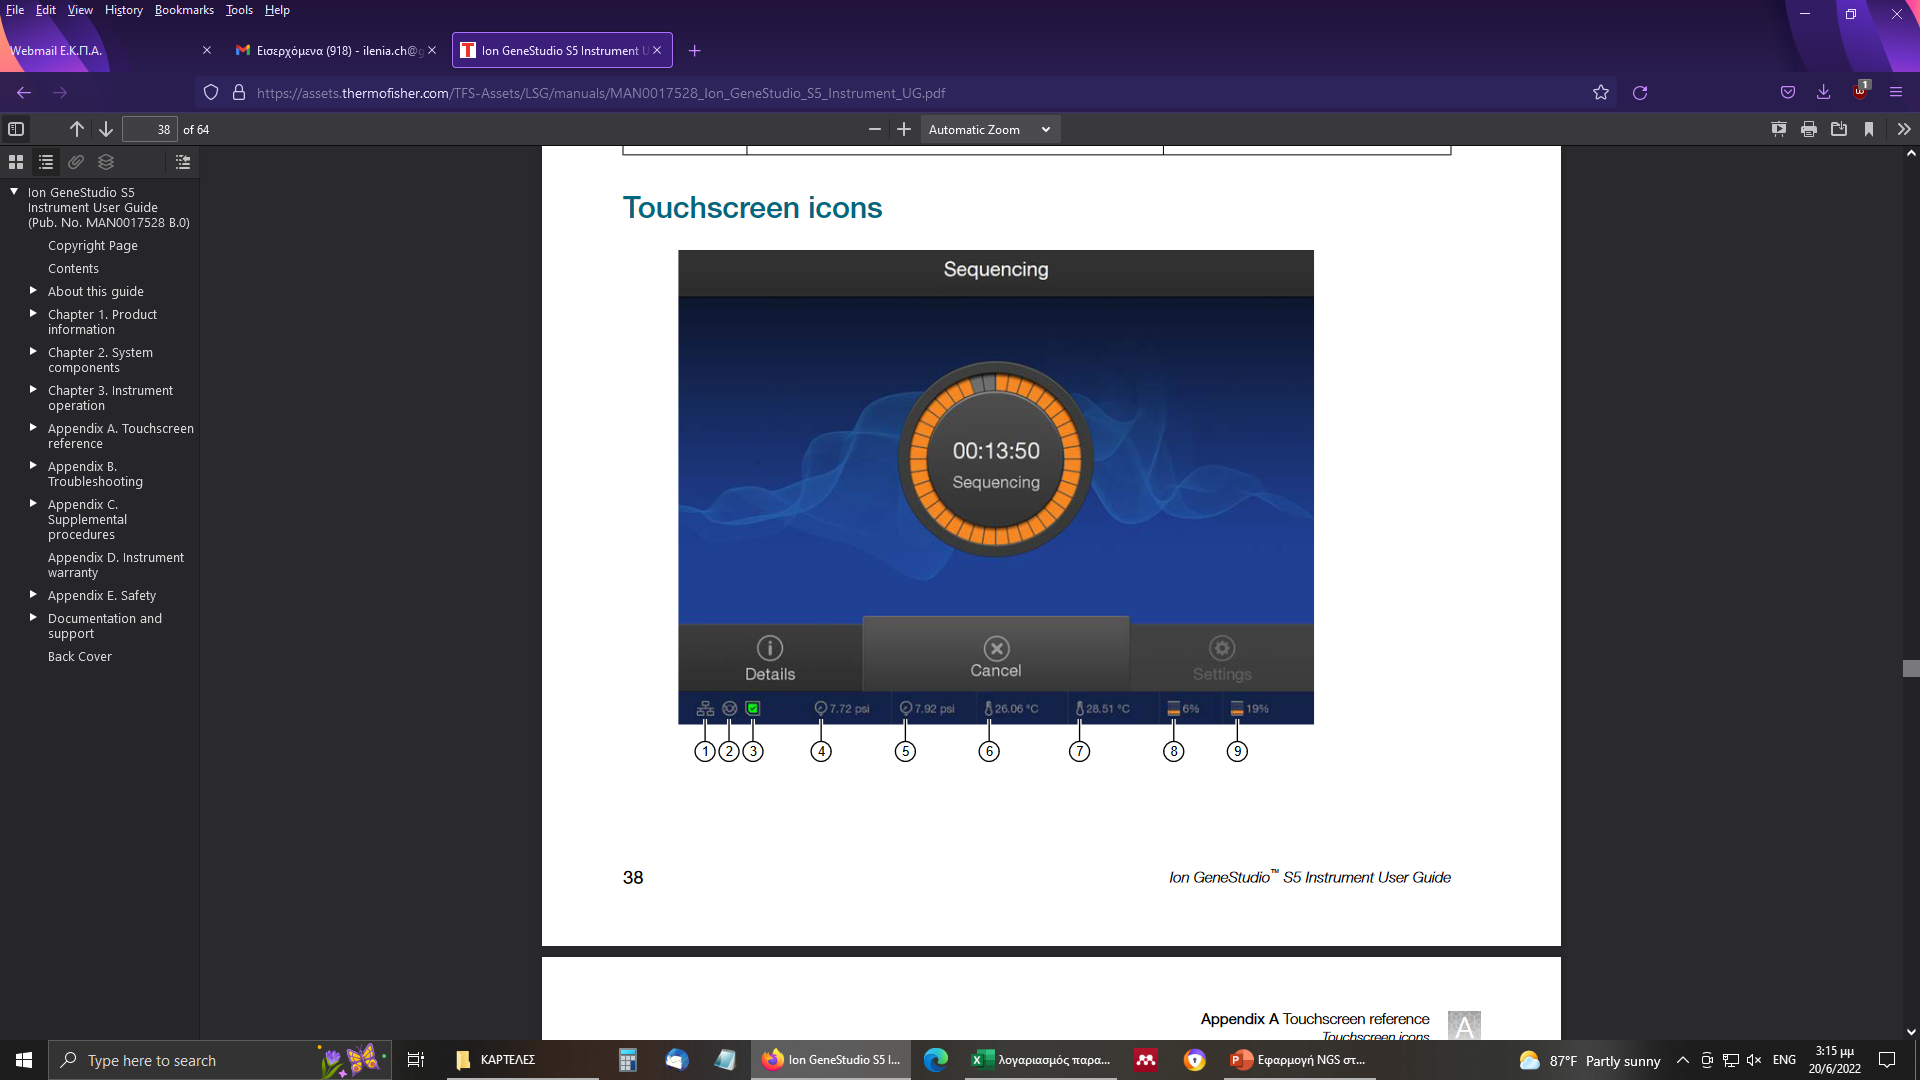 File Edit View History Bookmarks Tools Help
Webmail Ε.Κ.Π.Α.
Εισερχόμενα (918) - ilenia.ch@g
Ion GeneStudio S5 Instrument U
https://assets.thermofisher.com/TFS-Assets/LSG/manuals/MAN0017528_Ion_GeneStudio_S5_Instrument_UG.pdf
1
38 of 64
Automatic Zoom
Ion GeneStudio S5
Instrument User Guide
(Pub. No. MAN0017528 B.0)
Copyright Page
Contents
About this guide
Chapter 1. Product
information
Chapter 2. System
components
Chapter 3. Instrument
operation
Appendix A. Touchscreen
reference
Appendix B.
Troubleshooting
Appendix C.
Supplemental
procedures
Appendix D. Instrument
warranty
Appendix E. Safety
Documentation and
support
Back Cover
Touchscreen icons
Sequencing
00:13:50
Sequencing
Details
Cancel
Settings
7.72 psi 7.92 psi 26.06 °C 28.51 °C 6% 19%
1 2 3 4 5 6 7 8 9
38
Ion GeneStudio™ S5 Instrument User Guide
Appendix A Touchscreen reference
Touchscreen icons
A
Type here to search
ΚΑΡΤΕΛΕΣ
Ion GeneStudio S5 I...
λογαριασμός παρα...
Εφαρμογή NGS στ...
87°F Partly sunny
ENG
3:15 μμ
20/6/2022